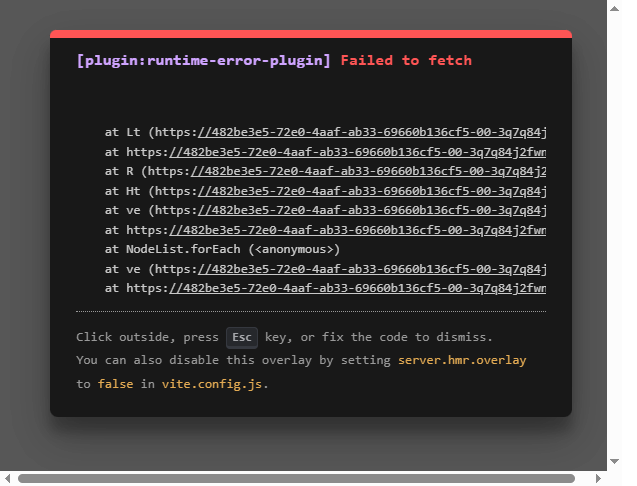 [plugin:runtime-error-plugin] Failed to fetch
at Lt (https://482be3e5-72e0-4aaf-ab33-69660b136cf5-00-3q7q84j
at https://482be3e5-72e0-4aaf-ab33-69660b136cf5-00-3q7q84j2fwn
at R (https://482be3e5-72e0-4aaf-ab33-69660b136cf5-00-3q7q84j2
at Ht (https://482be3e5-72e0-4aaf-ab33-69660b136cf5-00-3q7q84j
at ve (https://482be3e5-72e0-4aaf-ab33-69660b136cf5-00-3q7q84j
at https://482be3e5-72e0-4aaf-ab33-69660b136cf5-00-3q7q84j2fwn
at NodeList.forEach (<anonymous>)
at ve (https://482be3e5-72e0-4aaf-ab33-69660b136cf5-00-3q7q84j
at https://482be3e5-72e0-4aaf-ab33-69660b136cf5-00-3q7q84j2fwn
Click outside, press Esc key, or fix the code to dismiss.
You can also disable this overlay by setting server.hmr.overlay
to false in vite.config.js.